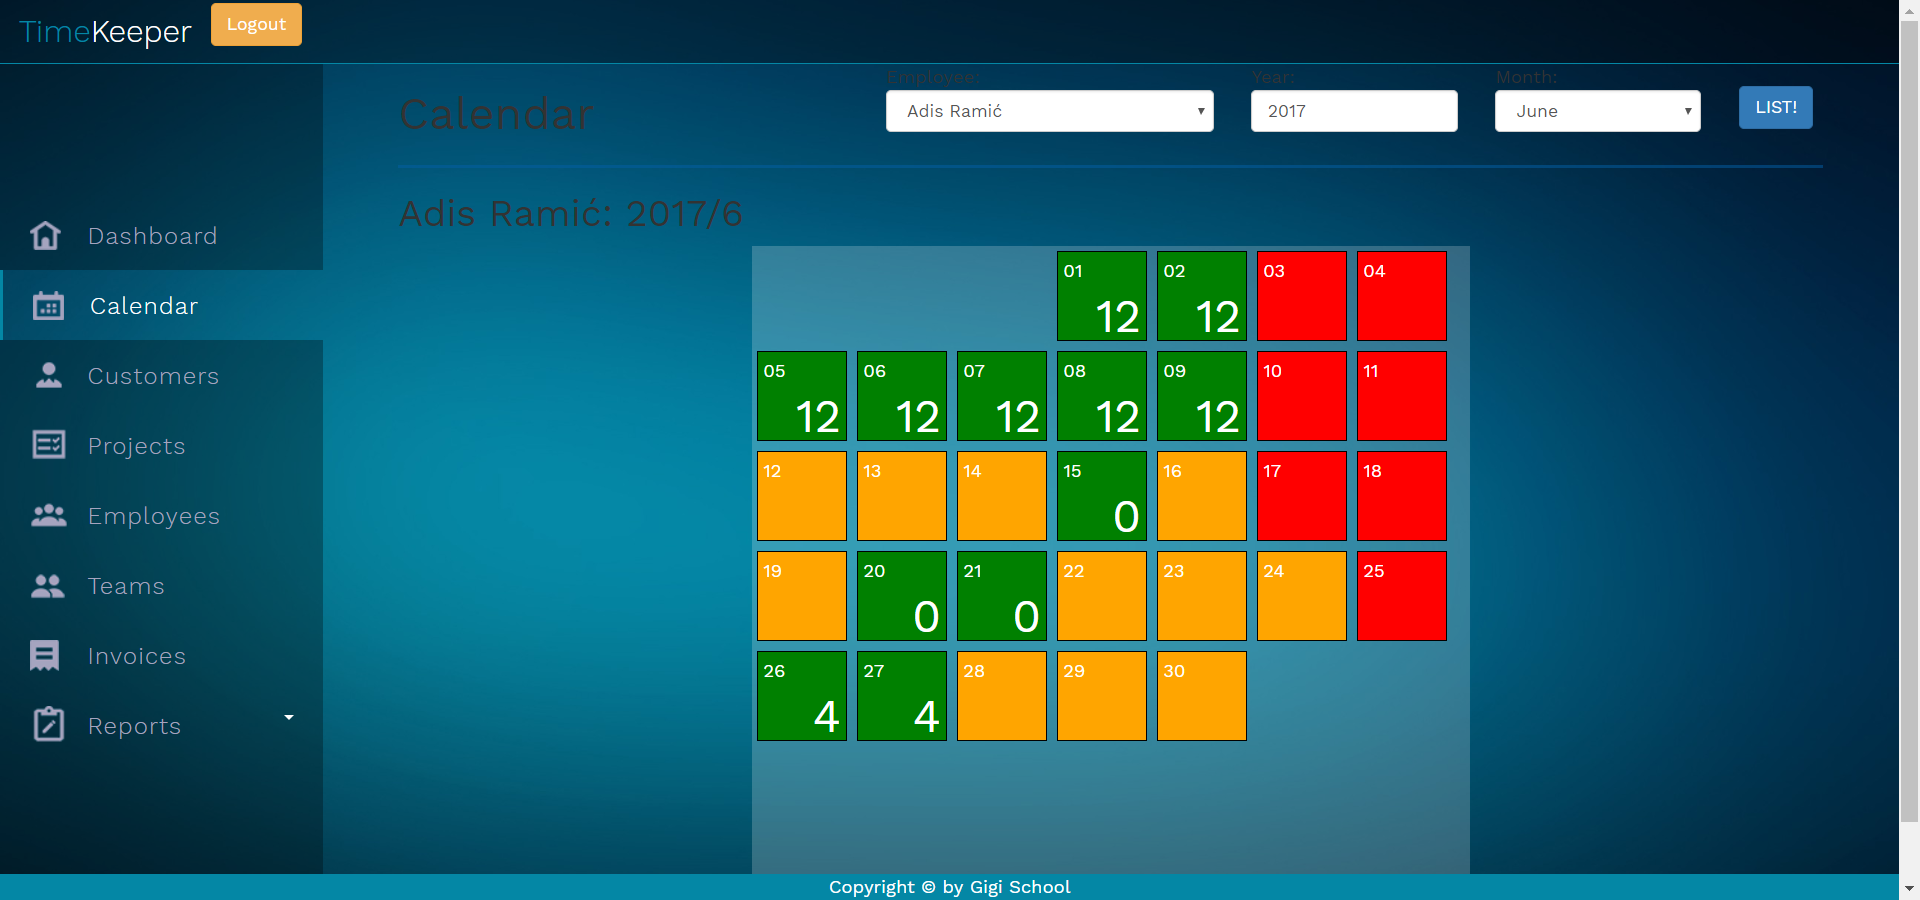 TimeKeeper Logout
Employee: Year: Month:
Calendar Adis Ramić 2017 June LIST!
Adis Ramić: 2017/6
Dashboard
Calendar
Customers
Projects
Employees
Teams
Invoices
Reports
01 02 03 04
12 12
05 06 07 08 09 10 11
12 12 12 12 12
12 13 14 15 16 17 18
0
19 20 21 22 23 24 25
0 0
26 27 28 29 30
4 4
Copyright © by Gigi School